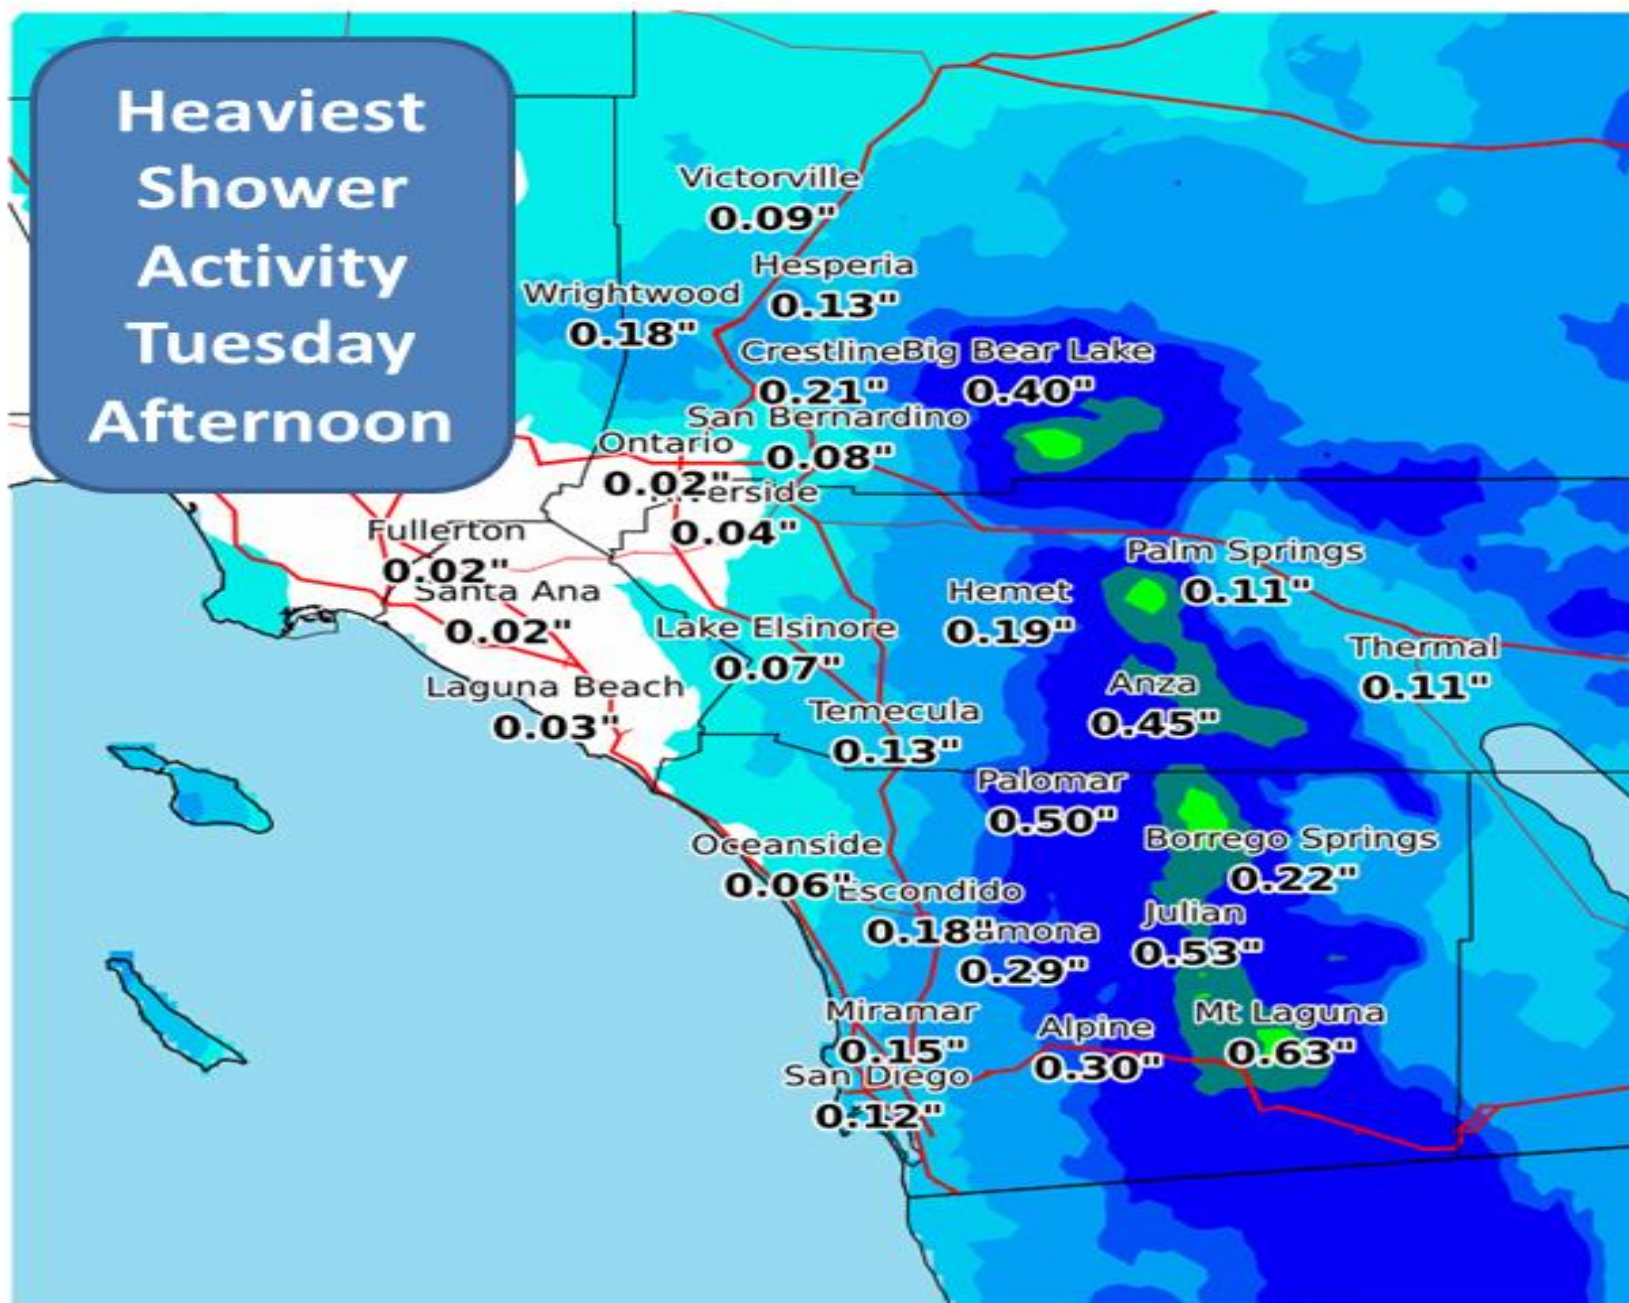 Heaviest
Shower
Activity
Tuesday
Afternoon
Victorville
0.09"
Hesperia
0.13"
Wrightwood
0.18"
Crestline
0.21"
Big Bear Lake
0.40"
San Bernardino
0.08"
Ontario
0.02"
erside
0.04"
Fullerton
0.02"
Santa Ana
0.02"
Palm Springs
0.11"
Hemet
0.19"
Lake Elsinore
0.07"
Thermal
0.11"
Laguna Beach
0.03"
Anza
0.45"
Temecula
0.13"
Palomar
0.50"
Oceanside
0.06"
Borrego Springs
0.22"
Escondido
0.18"
amona
0.29"
Julian
0.53"
Miramar
0.15"
Alpine
0.30"
Mt Laguna
0.63"
San Diego
0.12"